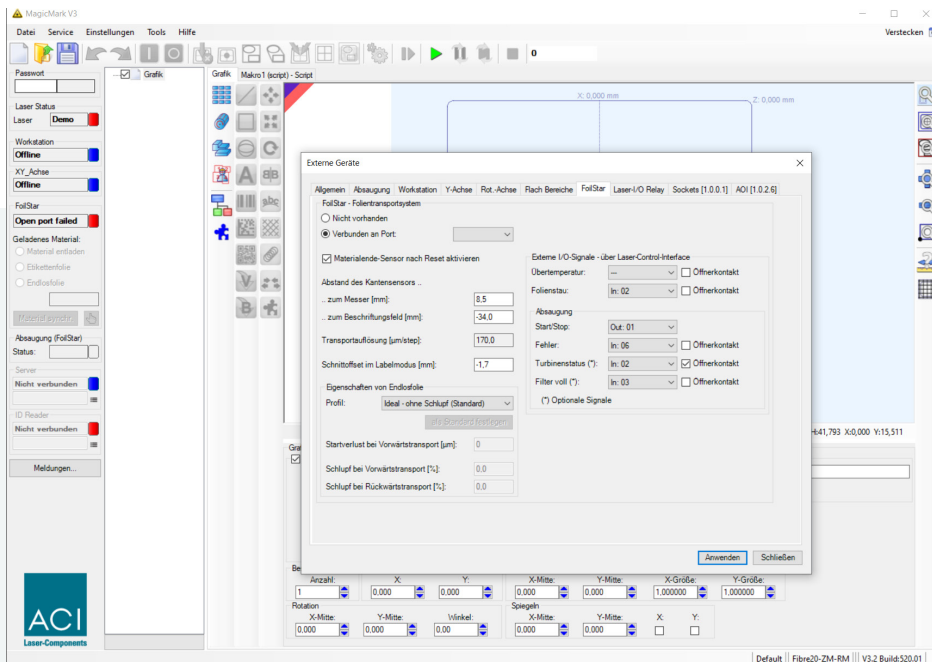 MagicMark V3
Datei Service Einstellungen Tools Hilfe
Verstecken
0
Passwort
Laser Status
Laser Demo
Workstation
Offline
XY_Achse
Offline
FoilStar
Open port failed
Geladenes Material:
Material entladen
Etikettenfolie
Endlosfolie
Material synchr.
Absaugung (FoilStar)
Status:
Server
Nicht verbunden
ID Reader
Nicht verbunden
Meldungen...
ACI
Laser-Components
Grafik
Grafik Makro1 (script) - Script
X: 0,000 mm
Z: 0,000 mm
Externe Geräte
Allgemein Absaugung Workstation Y-Achse Rot.-Achse Flach Bereiche FoilStar Laser-I/O Relay Sockets [1.0.0.1] AOI [1.0.2.6]
FoilStar - Folientransportsystem
Nicht vorhanden
Verbunden an Port:
Materialende-Sensor nach Reset aktivieren
Abstand des Kantensensors ..
.. zum Messer [mm]: 8,5
.. zum Beschriftungsfeld [mm]: -34,0
Transportauflösung [µm/step]: 170,0
Schnittoffset im Labelmodus [mm]: -1,7
Eigenschaften von Endlosfolie
Profil: Ideal - ohne Schlupf (Standard)
als Standard festlegen
Startverlust bei Vorwärtstransport [µm]: 0
Schlupf bei Vorwärtstransport [%]: 0,0
Schlupf bei Rückwärtstransport [%]: 0,0
Externe I/O-Signale - über Laser-Control-Interface
Übertemperatur: --- Öffnerkontakt
Folienstau: In: 02 Öffnerkontakt
Absaugung
Start/Stop: Out: 01
Fehler: In: 06 Öffnerkontakt
Turbinenstatus (*): In: 02 Öffnerkontakt
Filter voll (*): In: 03 Öffnerkontakt
(*) Optionale Signale
Anwenden Schließen
H:41,793 X:0,000 Y:15,511
Anzahl: X: Y: X-Mitte: Y-Mitte: X-Größe: Y-Größe:
1 0,000 0,000 0,000 0,000 1,000000 1,000000
Rotation Spiegeln
X-Mitte: Y-Mitte: Winkel: X-Mitte: Y-Mitte: X: Y:
0,000 0,000 0.00 0,000 0,000
Default Fibre20-ZM-RM V3.2 Build:520.01